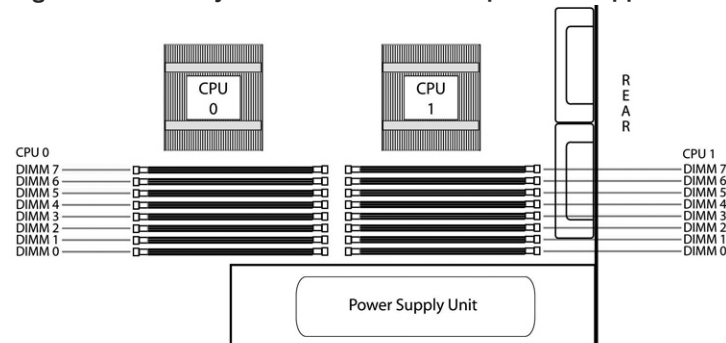 CPU
0
CPU
1
REAR
CPU 0
DIMM 7
DIMM 6
DIMM 5
DIMM 4
DIMM 3
DIMM 2
DIMM 1
DIMM 0
CPU 1
DIMM 7
DIMM 6
DIMM 5
DIMM 4
DIMM 3
DIMM 2
DIMM 1
DIMM 0
Power Supply Unit